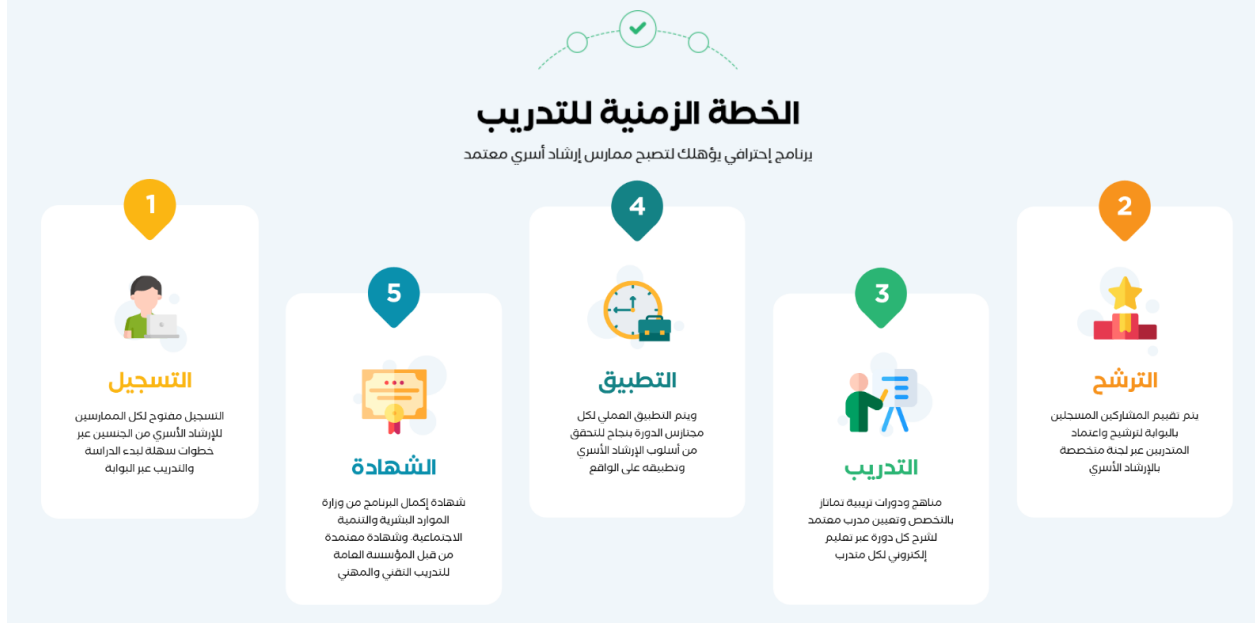 الخطة الزمنية للتدريب
برنامج إحترافي يؤهلك لتصبح ممارس إرشاد أسري معتمد
1
التسجيل
التسجيل مفتوح لكل الممارسين
للإرشاد الأسري من الجنسين عبر
خطوات سهلة لبدء الدراسة
والتدريب عبر البوابة
2
الترشح
يتم تقييم المشاركين المسجلين
بالبوابة لترشيح واعتماد
المتدربين عبر لجنة متخصصة
بالإرشاد الأسري
3
التدريب
مناهج ودورات تريبية تماتاز
بالتخصص وتعيين مدرب معتمد
لشرح كل دورة عبر تعليم
إلكتروني لكل متدرب
4
التطبيق
ويتم التطبيق العملي لكل
مجتارس الدورة بنجاح للتحقق
من أسلوب الإرشاد الأسري
وتطبيقه على الواقع
5
الشهادة
شهادة إكمال البرنامج من وزارة
الموارد البشرية والتنمية
الاجتماعية. وشهادة معتمدة
من قبل المؤسسة العامة
للتدريب التقني والمهني